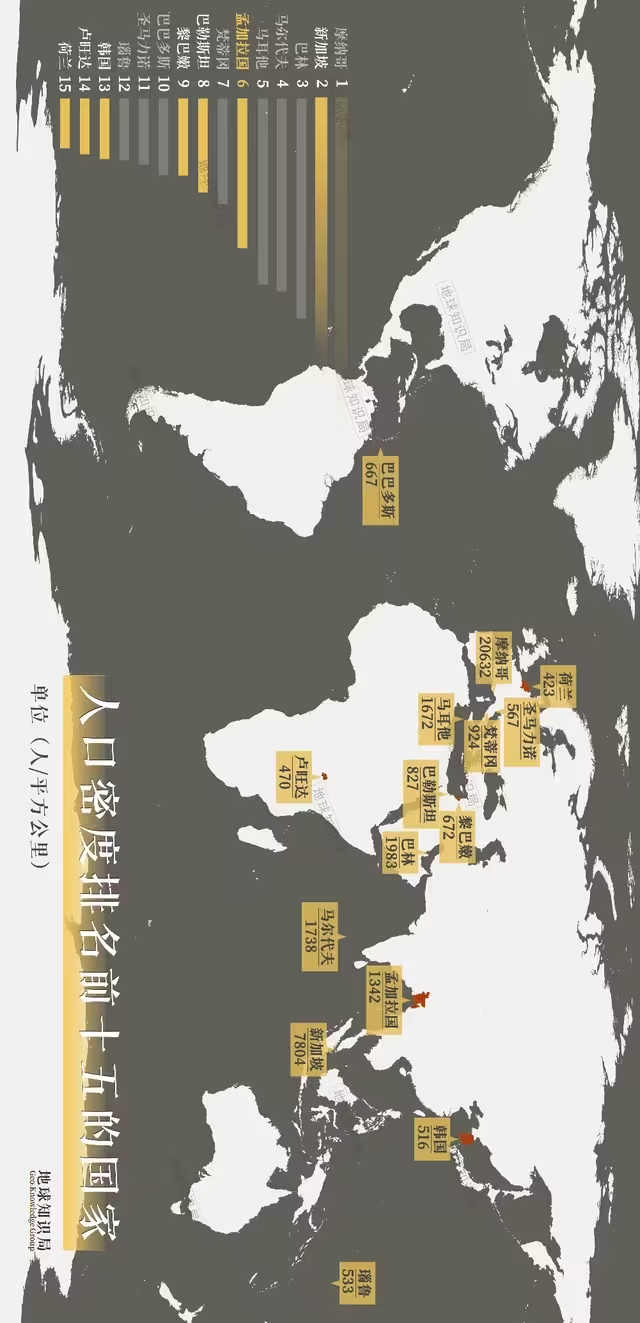 人口密度排名前十五的国家
单位（人/平方公里）
摩纳哥 1
新加坡 2
巴林 3
马尔代夫 4
马耳他 5
孟加拉国 6
梵蒂冈 7
巴勒斯坦 8
黎巴嫩 9
巴巴多斯 10
圣马力诺 11
瑙鲁 12
韩国 13
卢旺达 14
荷兰 15
巴巴多斯
667
荷兰
423
摩纳哥
20632
圣马力诺
567
梵蒂冈
924
马耳他
1672
黎巴嫩
672
巴勒斯坦
827
巴林
1983
卢旺达
470
马尔代夫
1738
孟加拉国
1342
新加坡
7804
韩国
516
瑙鲁
533
地球知识局
地球知识局
地球知识局
Geo-Knowledge Group